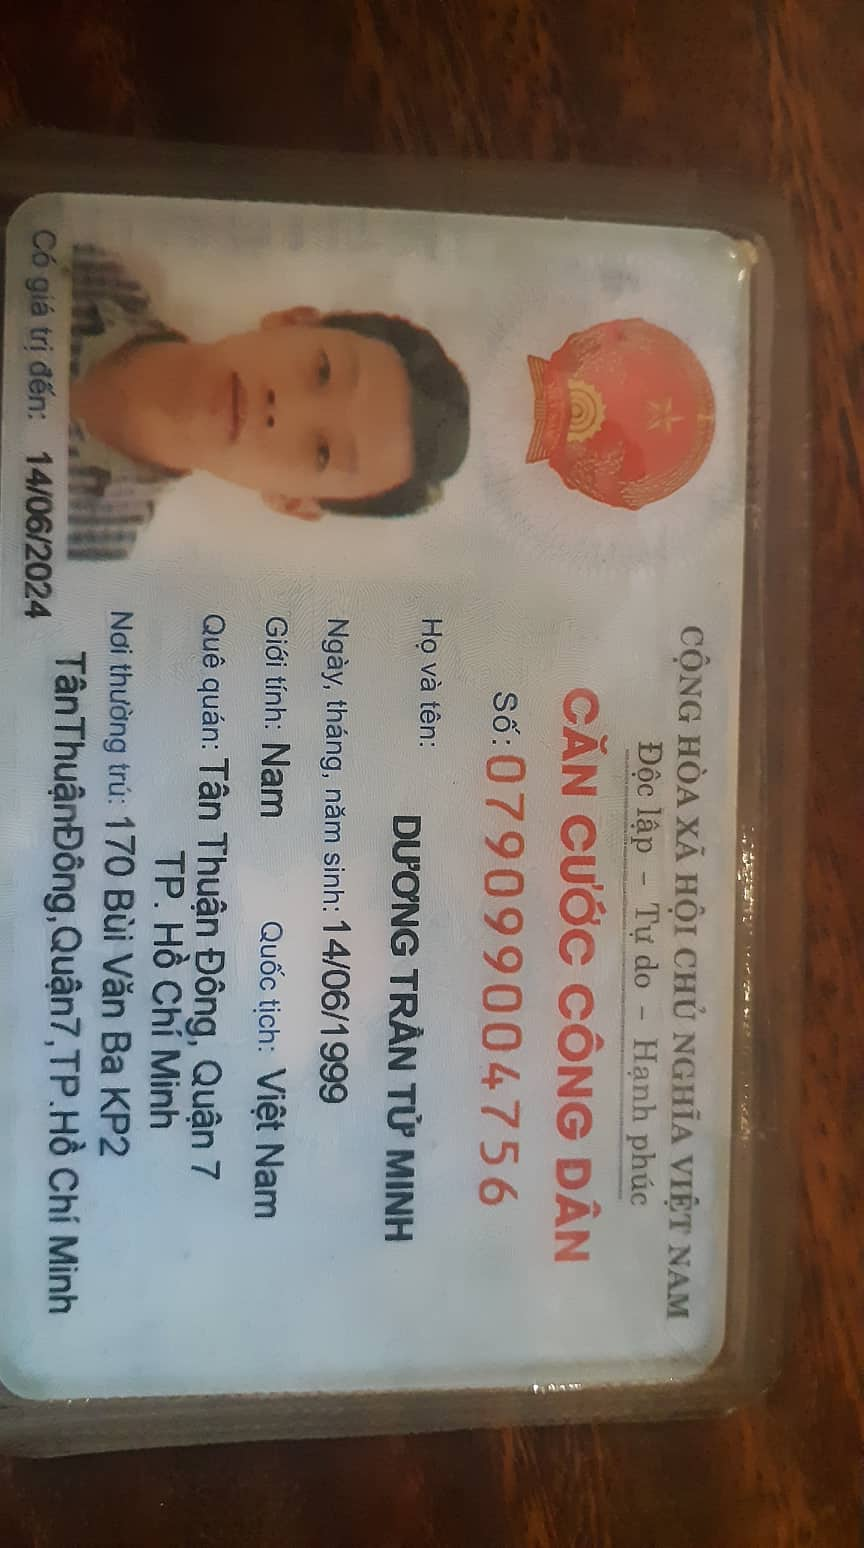 CỘNG HÒA XÃ HỘI CHỦ NGHĨA VIỆT NAM
Độc lập - Tự do - Hạnh phúc
CĂN CƯỚC CÔNG DÂN
Số: 079099004756
Họ và tên:
DƯƠNG TRẦN TỬ MINH
Ngày, tháng, năm sinh: 14/06/1999
Giới tính: Nam Quốc tịch: Việt Nam
Quê quán: Tân Thuận Đông, Quận 7
TP. Hồ Chí Minh
Nơi thường trú: 170 Bùi Văn Ba KP2
TânThuậnĐông, Quận7, TP.Hồ Chí Minh
Có giá trị đến: 14/06/2024